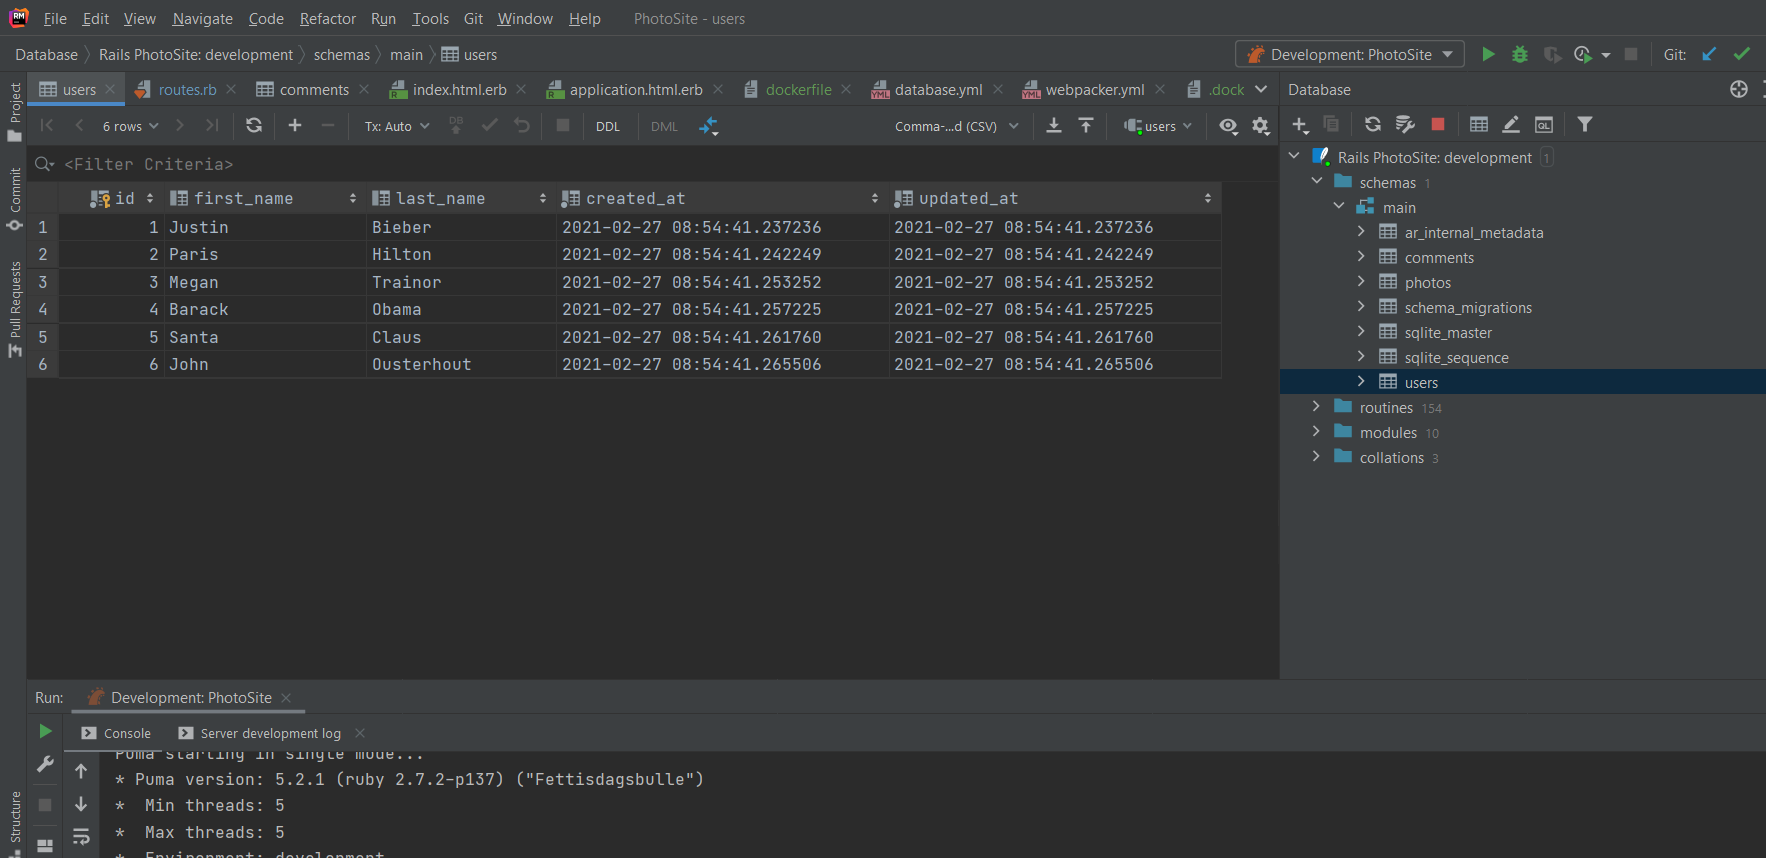 RM File Edit View Navigate Code Refactor Run Tools Git Window Help PhotoSite - users
Database Rails PhotoSite: development schemas main users Development: PhotoSite Git:
users routes.rb comments index.html.erb application.html.erb dockerfile database.yml webpacker.yml .dock Database
6 rows Tx: Auto DB DDL DML Comma-...d (CSV) users QL
<Filter Criteria>
id first_name last_name created_at updated_at
1 1 Justin Bieber 2021-02-27 08:54:41.237236 2021-02-27 08:54:41.237236
2 2 Paris Hilton 2021-02-27 08:54:41.242249 2021-02-27 08:54:41.242249
3 3 Megan Trainor 2021-02-27 08:54:41.253252 2021-02-27 08:54:41.253252
4 4 Barack Obama 2021-02-27 08:54:41.257225 2021-02-27 08:54:41.257225
5 5 Santa Claus 2021-02-27 08:54:41.261760 2021-02-27 08:54:41.261760
6 6 John Ousterhout 2021-02-27 08:54:41.265506 2021-02-27 08:54:41.265506
Rails PhotoSite: development 1
schemas 1
main
ar_internal_metadata
comments
photos
schema_migrations
sqlite_master
sqlite_sequence
users
routines 154
modules 10
collations 3
Project
Commit
Pull Requests
Structure
Run: Development: PhotoSite
Console Server development log
Puma starting in single mode...
* Puma version: 5.2.1 (ruby 2.7.2-p137) ("Fettisdagsbulle")
* Min threads: 5
* Max threads: 5
* Environment: development